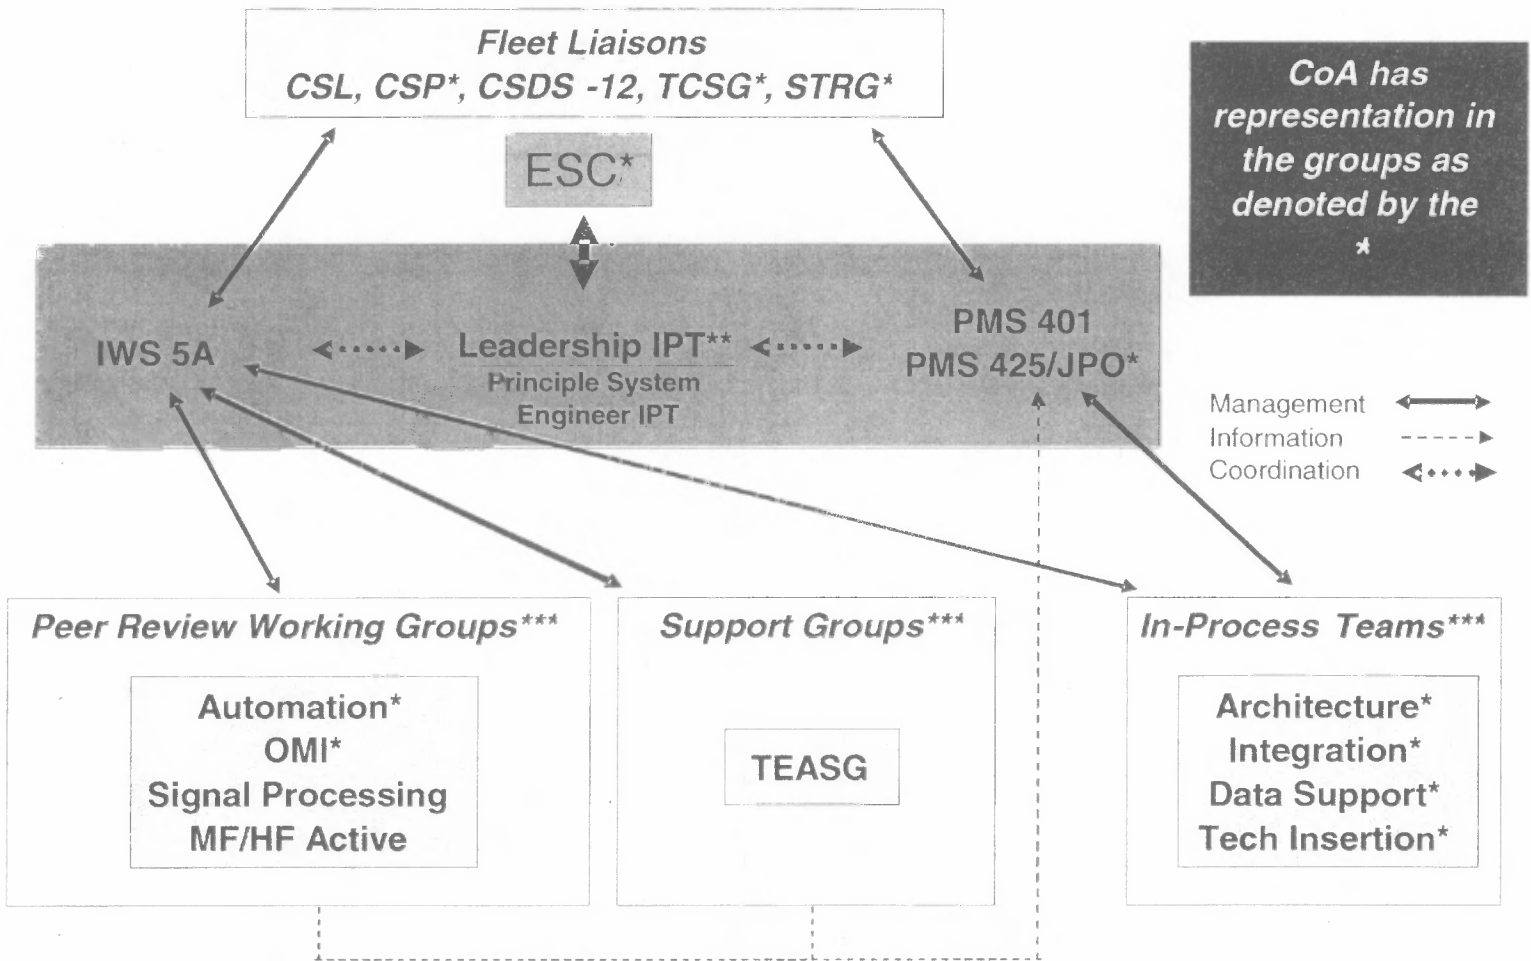 Fleet Liaisons
CSL, CSP*, CSDS -12, TCSG*, STRG*
CoA has
representation in
the groups as
denoted by the
*
ESC*
IWS 5A
Leadership IPT**
Principle System
Engineer IPT
PMS 401
PMS 425/JPO*
Management
Information
Coordination
Peer Review Working Groups***
Automation*
OMI*
Signal Processing
MF/HF Active
Support Groups***
TEASG
In-Process Teams***
Architecture*
Integration*
Data Support*
Tech Insertion*